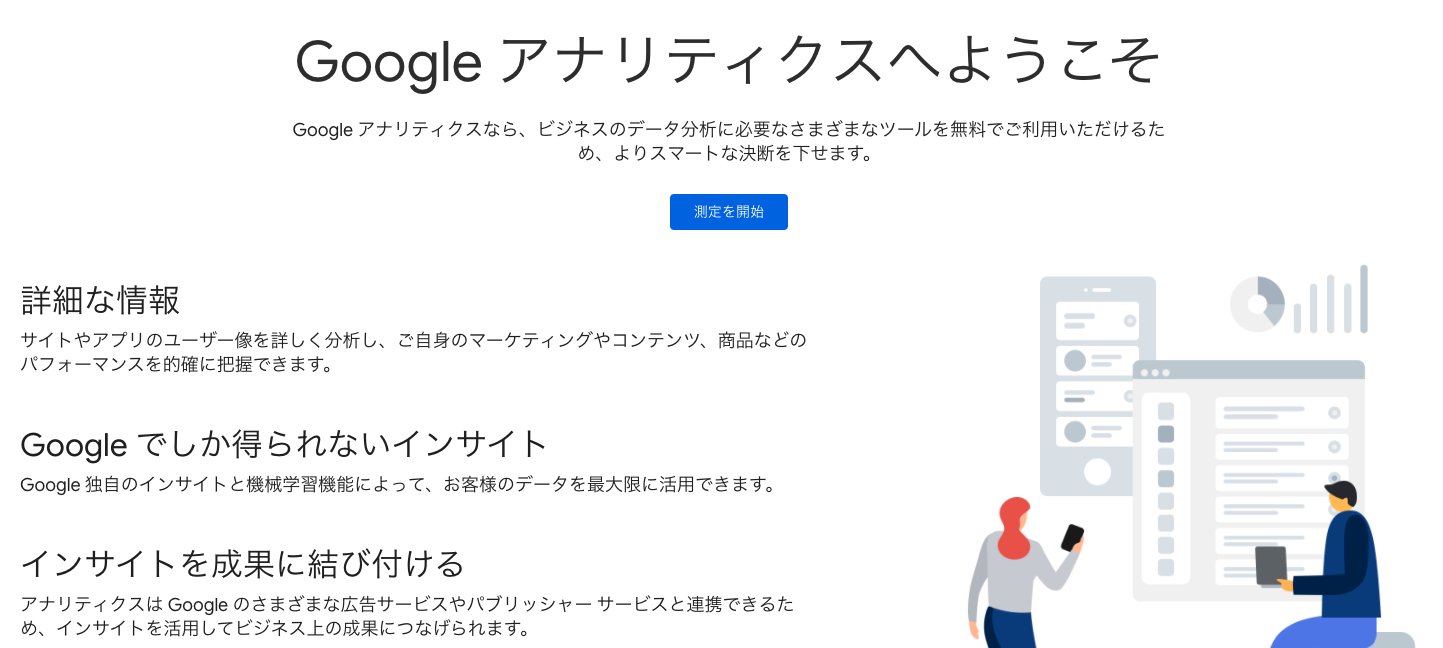 Google アナリティクスへようこそ
Google アナリティクスなら、ビジネスのデータ分析に必要なさまざまなツールを無料でご利用いただけるた
め、よりスマートな決断を下せます。
測定を開始
詳細な情報
サイトやアプリのユーザー像を詳しく分析し、ご自身のマーケティングやコンテンツ、商品などの
パフォーマンスを的確に把握できます。
Google でしか得られないインサイト
Google 独自のインサイトと機械学習機能によって、お客様のデータを最大限に活用できます。
インサイトを成果に結び付ける
アナリティクスは Google のさまざまな広告サービスやパブリッシャー サービスと連携できるた
め、インサイトを活用してビジネス上の成果につなげられます。